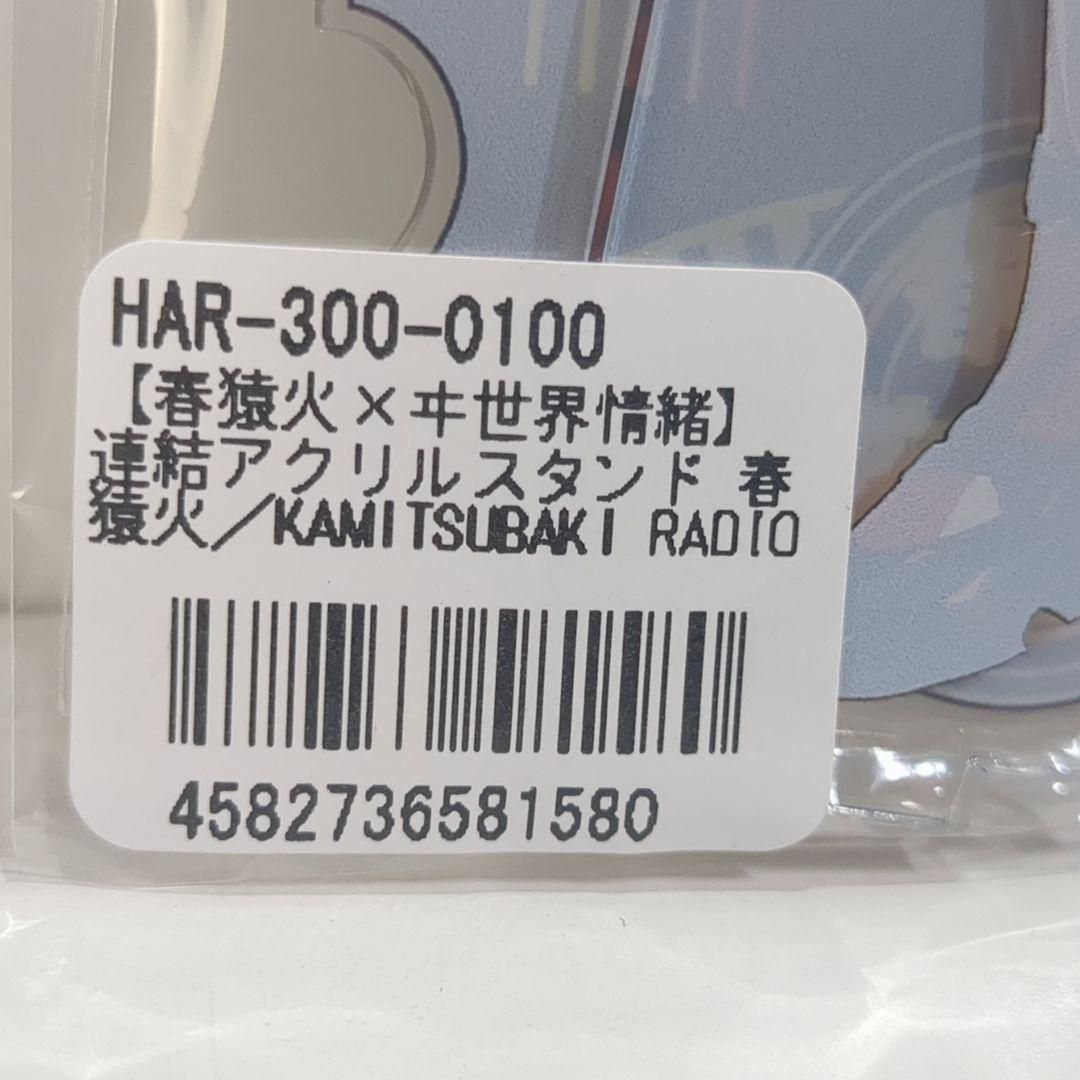 HAR-300-0100
【春猿火×ヰ世界情緒】
連結アクリルスタンド 春
猿火／KAMITSUBAKI RADIO
4582736581580